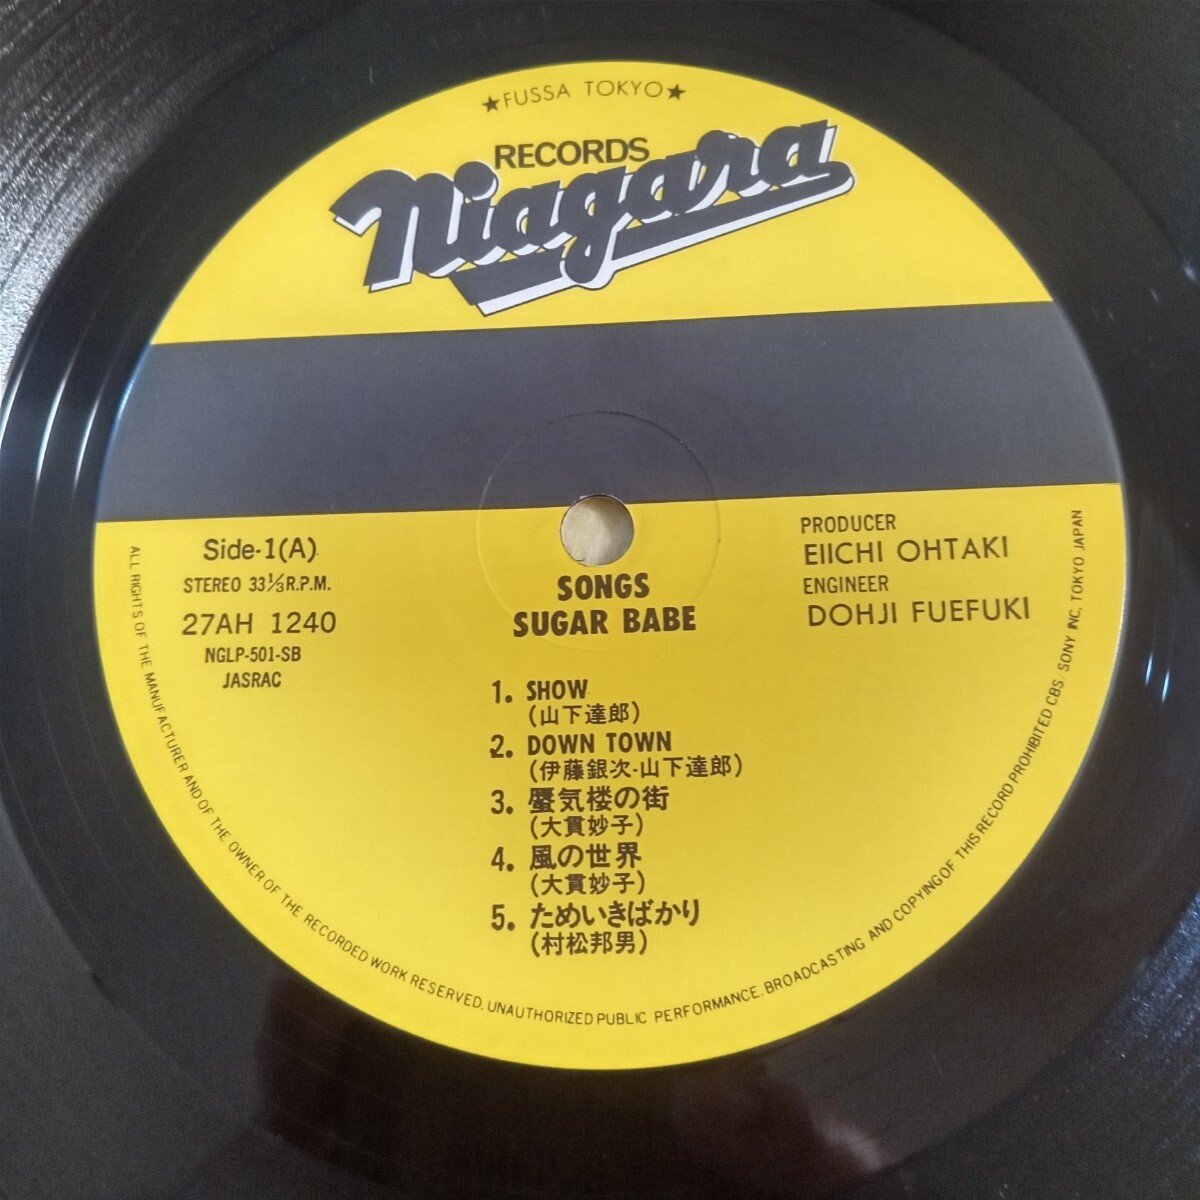 ★FUSSA TOKYO★
RECORDS
Niagara
Side-1(A)
STEREO 33⅓R.P.M.
27AH 1240
NGLP-501-SB
JASRAC
PRODUCER
EIICHI OHTAKI
ENGINEER
DOHJI FUEFUKI
SONGS
SUGAR BABE
1. SHOW
(山下達郎)
2. DOWN TOWN
(伊藤銀次-山下達郎)
3. 蜃気楼の街
(大貫妙子)
4. 風の世界
(大貫妙子)
5. ためいきばかり
(村松邦男)
ALL RIGHTS OF THE MANUFACTURER AND OF THE OWNER OF THE RECORDED WORK RESERVED. UNAUTHORIZED PUBLIC PERFORMANCE. BROADCASTING AND COPYING OF THIS RECORD PROHIBITED CBS/SONY INC. TOKYO JAPAN